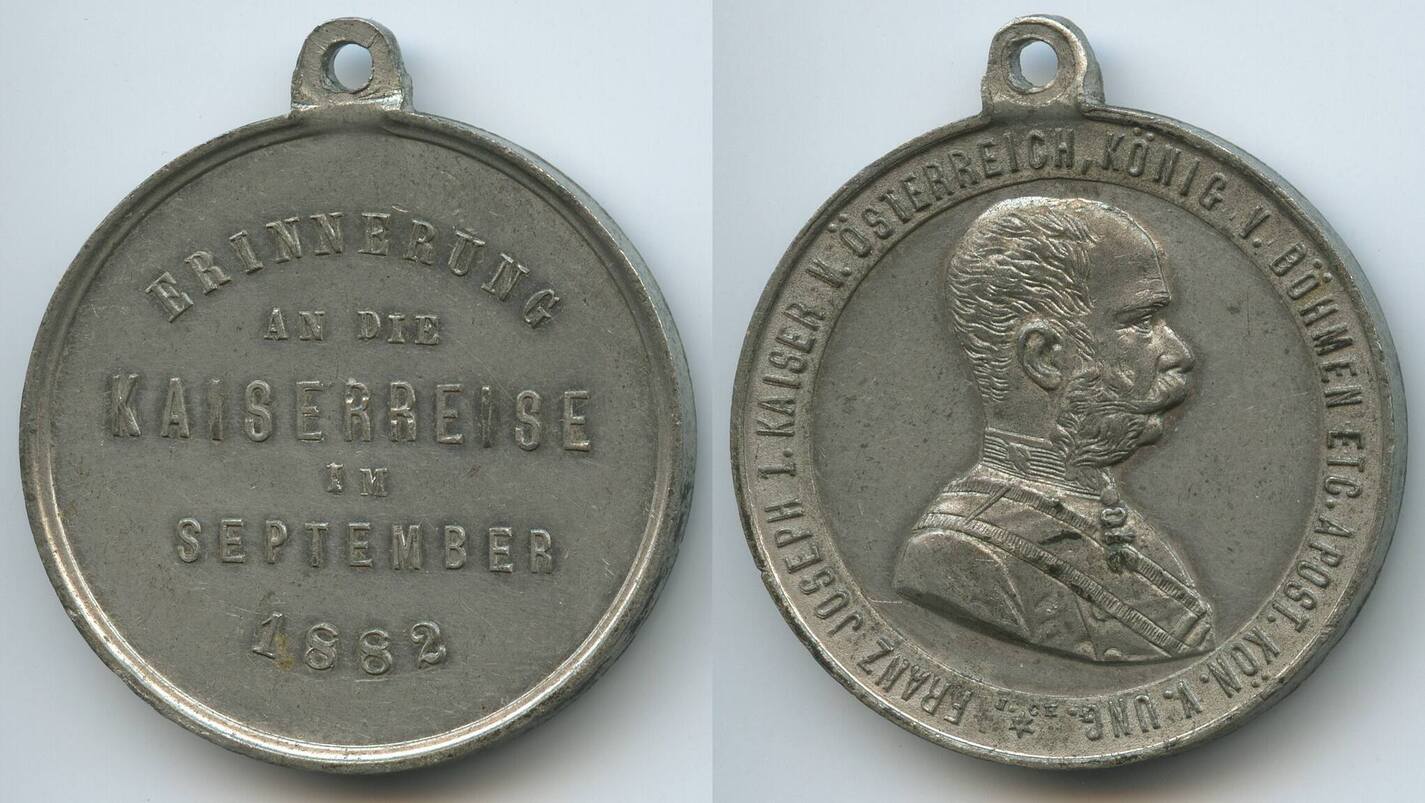 ERINNERUNG
AN DIE
KAISERREISE
IM
SEPTEMBER
1882
FRANZ JOSEPH I. KAISER V. ÖSTERREICH, KÖNIG V. BÖHMEN ETC. APOST. KÖN. V. UNG.